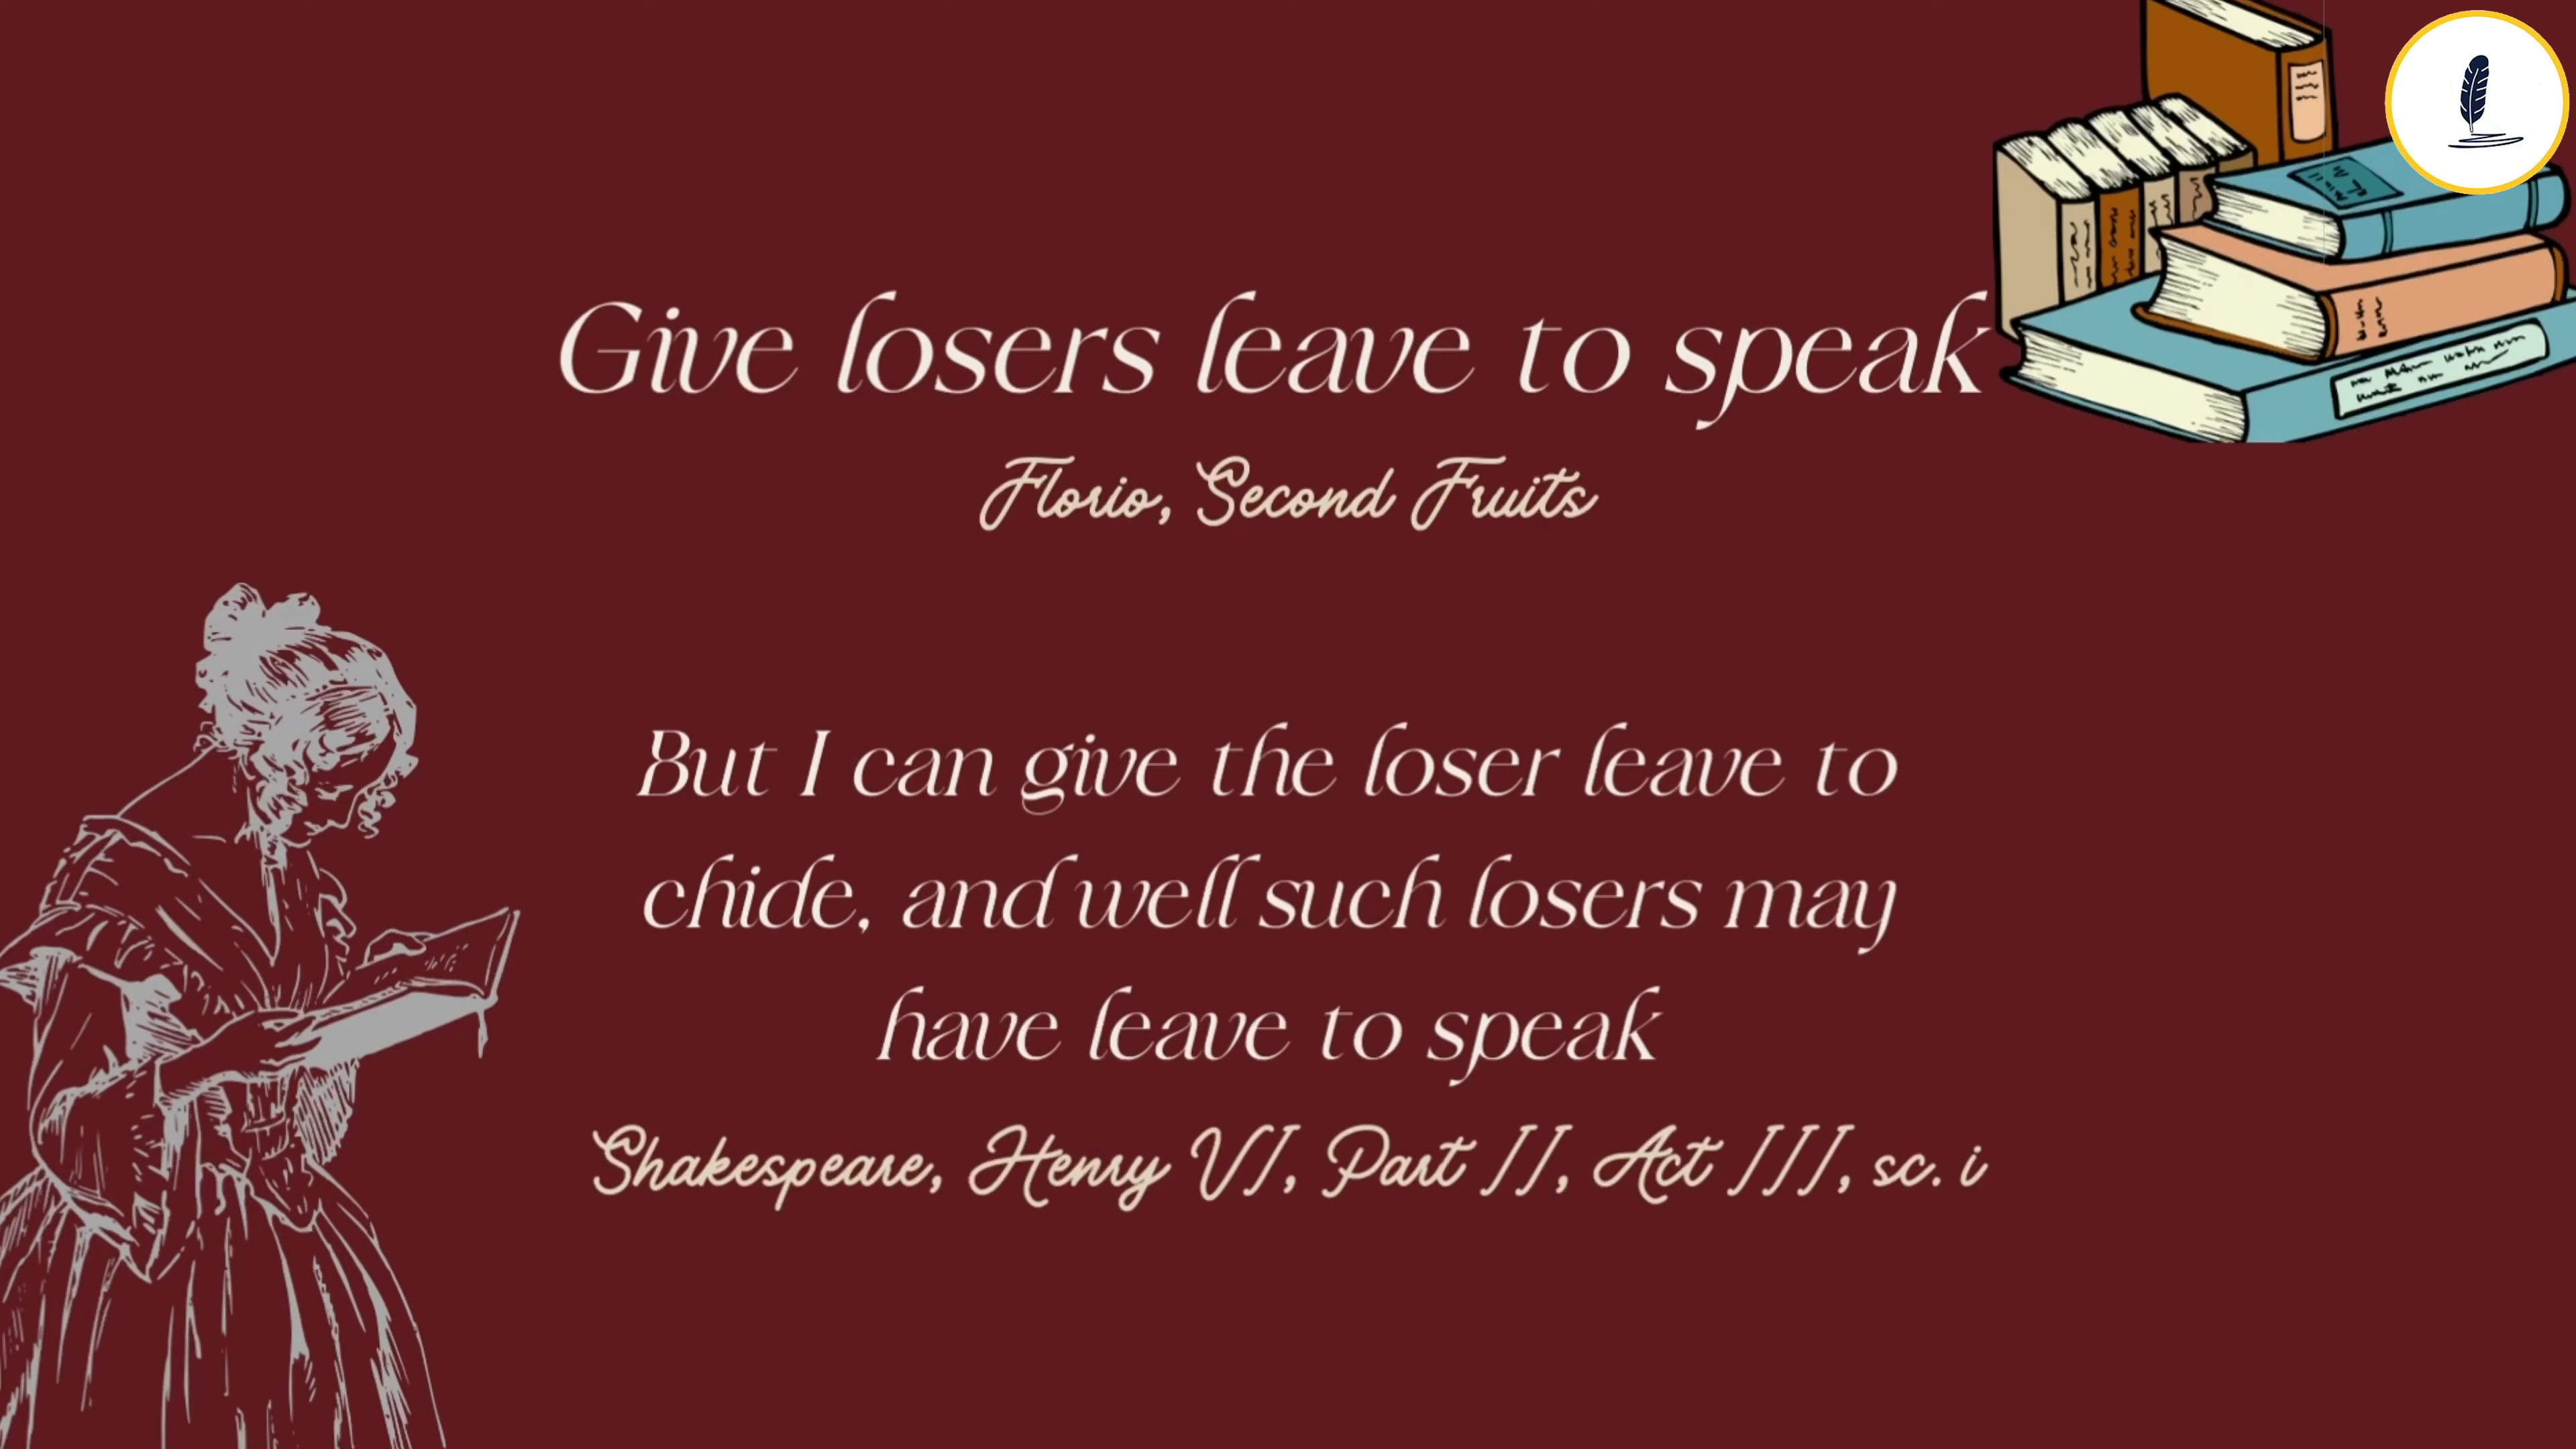 Give losers leave to speak
Florio, Second Fruits
But I can give the loser leave to
chide, and well such losers may
have leave to speak
Shakespeare, Henry VI, Part II, Act III, sc. i